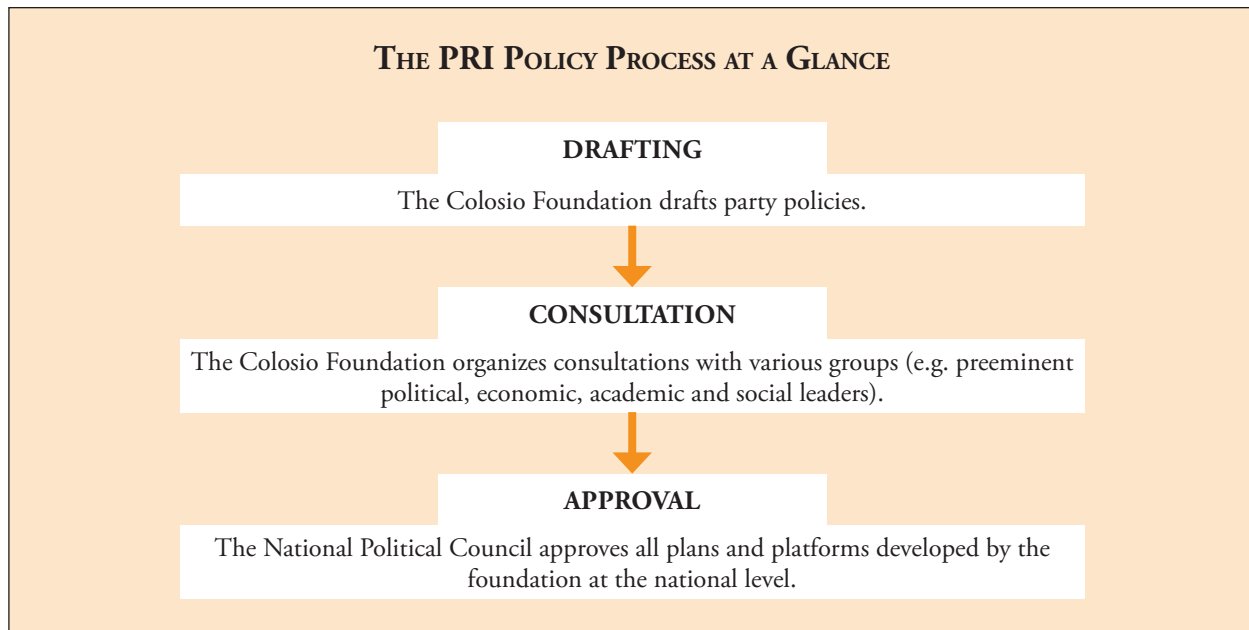 THE PRI POLICY PROCESS AT A GLANCE
DRAFTING
The Colosio Foundation drafts party policies.
CONSULTATION
The Colosio Foundation organizes consultations with various groups (e.g. preeminent
political, economic, academic and social leaders).
APPROVAL
The National Political Council approves all plans and platforms developed by the
foundation at the national level.